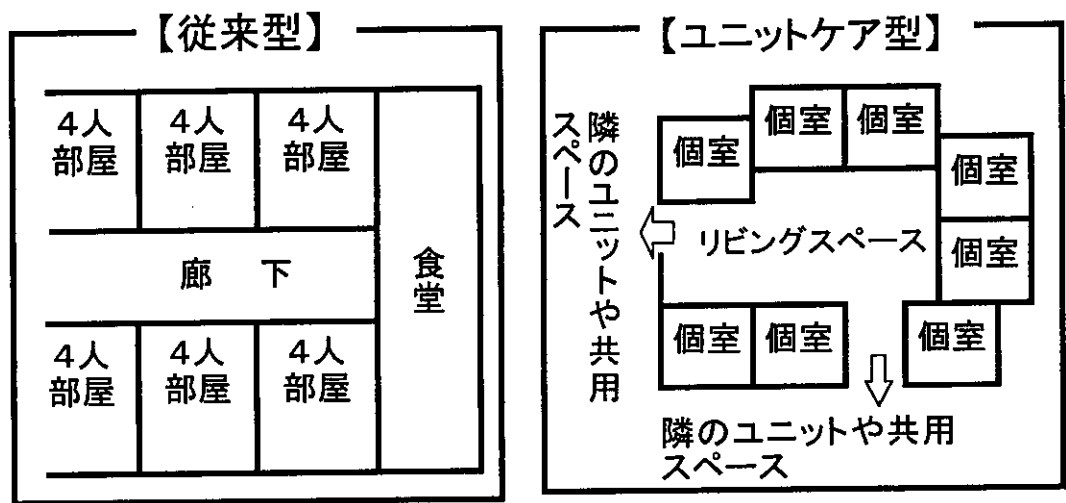 【従来型】
4人
部屋
4人
部屋
4人
部屋
廊 下
食堂
4人
部屋
4人
部屋
4人
部屋
【ユニットケア型】
隣のユニットや共用
スペース
個室
個室
個室
個室
リビングスペース
個室
個室
個室
個室
隣のユニットや共用
スペース